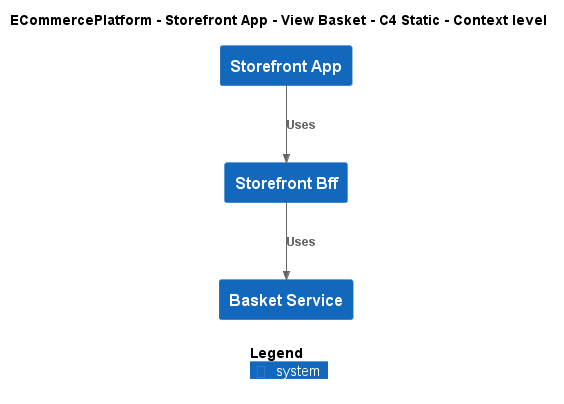 ECommercePlatform - Storefront App - View Basket - C4 Static - Context level
Storefront App
Uses
Storefront Bff
Uses
Basket Service
Legend
system